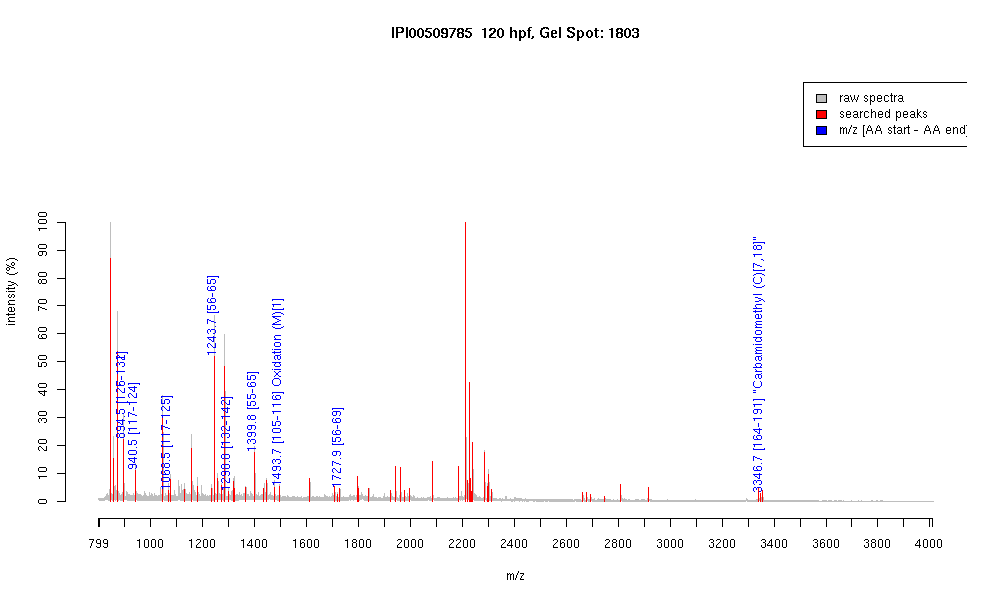 IPI00509785 120 hpf, Gel Spot: 1803
raw spectra
searched peaks
m/z [AA start - AA end]
intensity (%)
100
90
80
70
60
50
40
30
20
10
0
894.5 [125-132]
940.5 [117-124]
1068.5 [117-125]
1243.7 [56-65]
1298.6 [132-142]
1399.8 [55-65]
1493.7 [105-116] Oxidation (M)[1]
1727.9 [56-69]
3346.7 [164-191] "Carbamidomethyl (C)[7,18]"
799 1000 1200 1400 1600 1800 2000 2200 2400 2600 2800 3000 3200 3400 3600 3800 4000
m/z